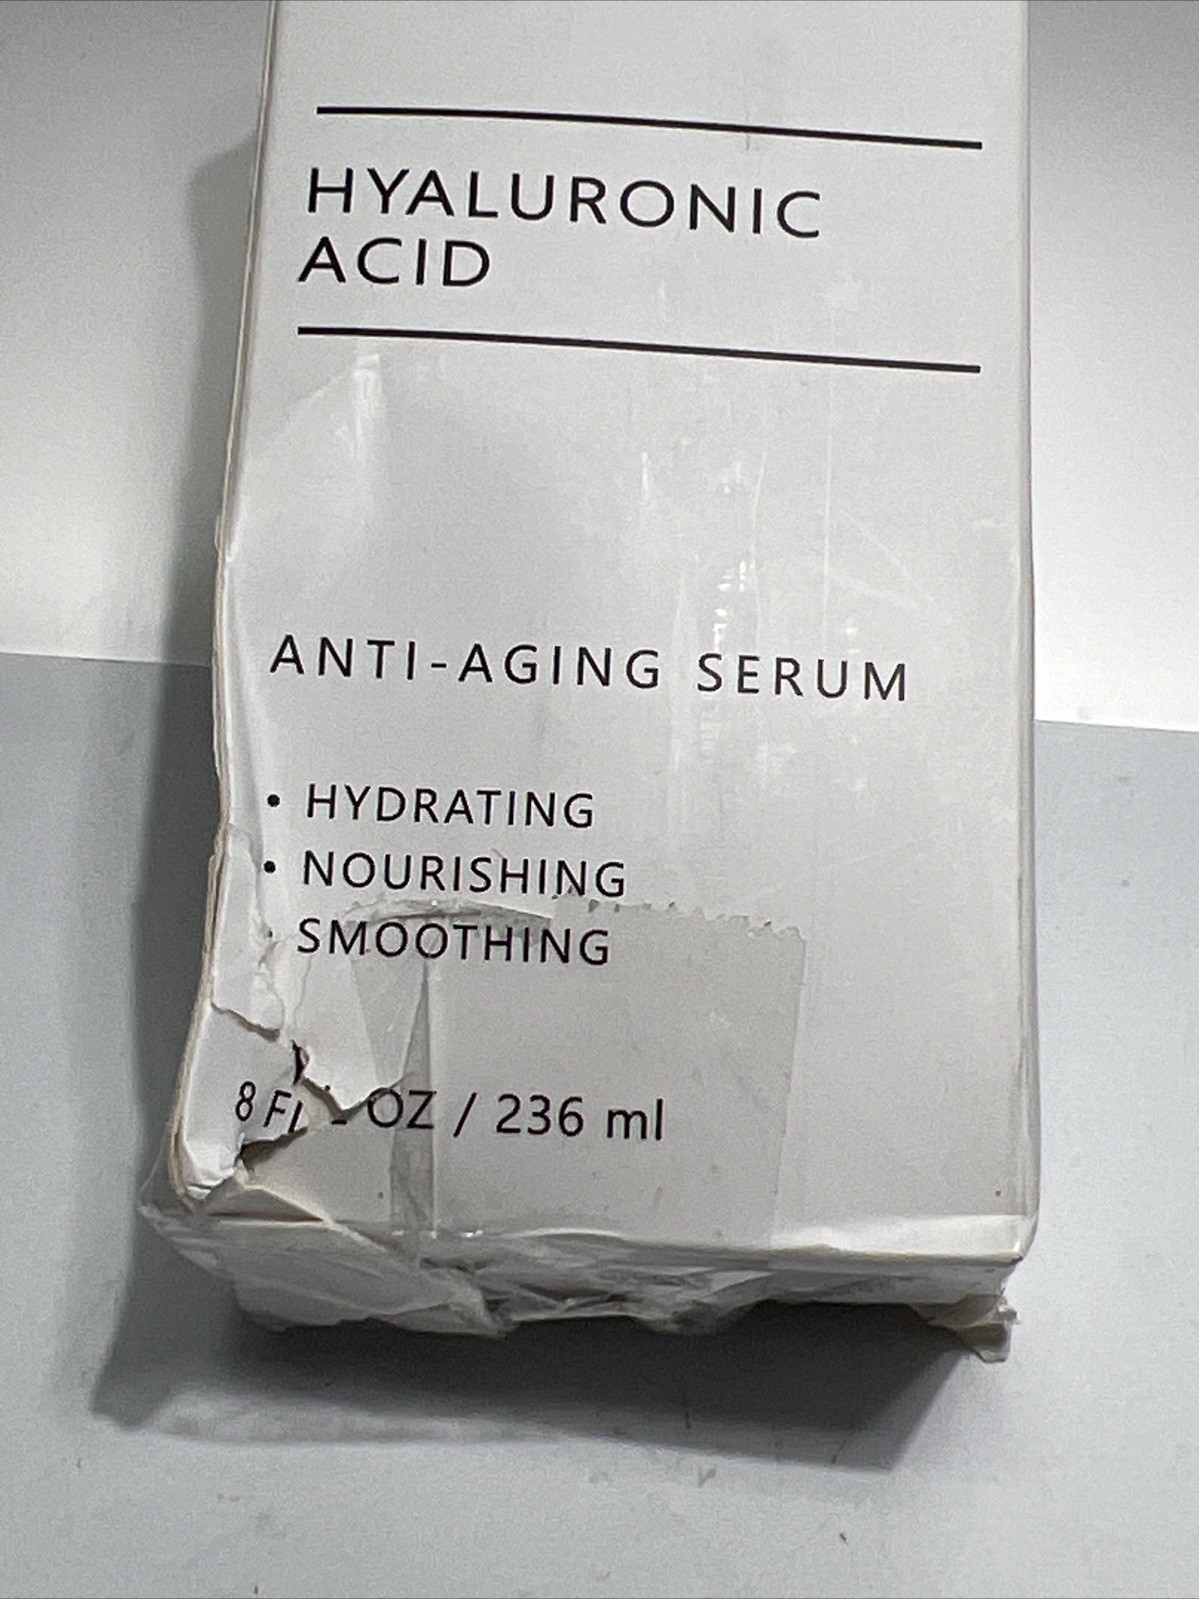 HYALURONIC
ACID
ANTI-AGING SERUM
• HYDRATING
• NOURISHING
SMOOTHING
8 FL OZ / 236 ml